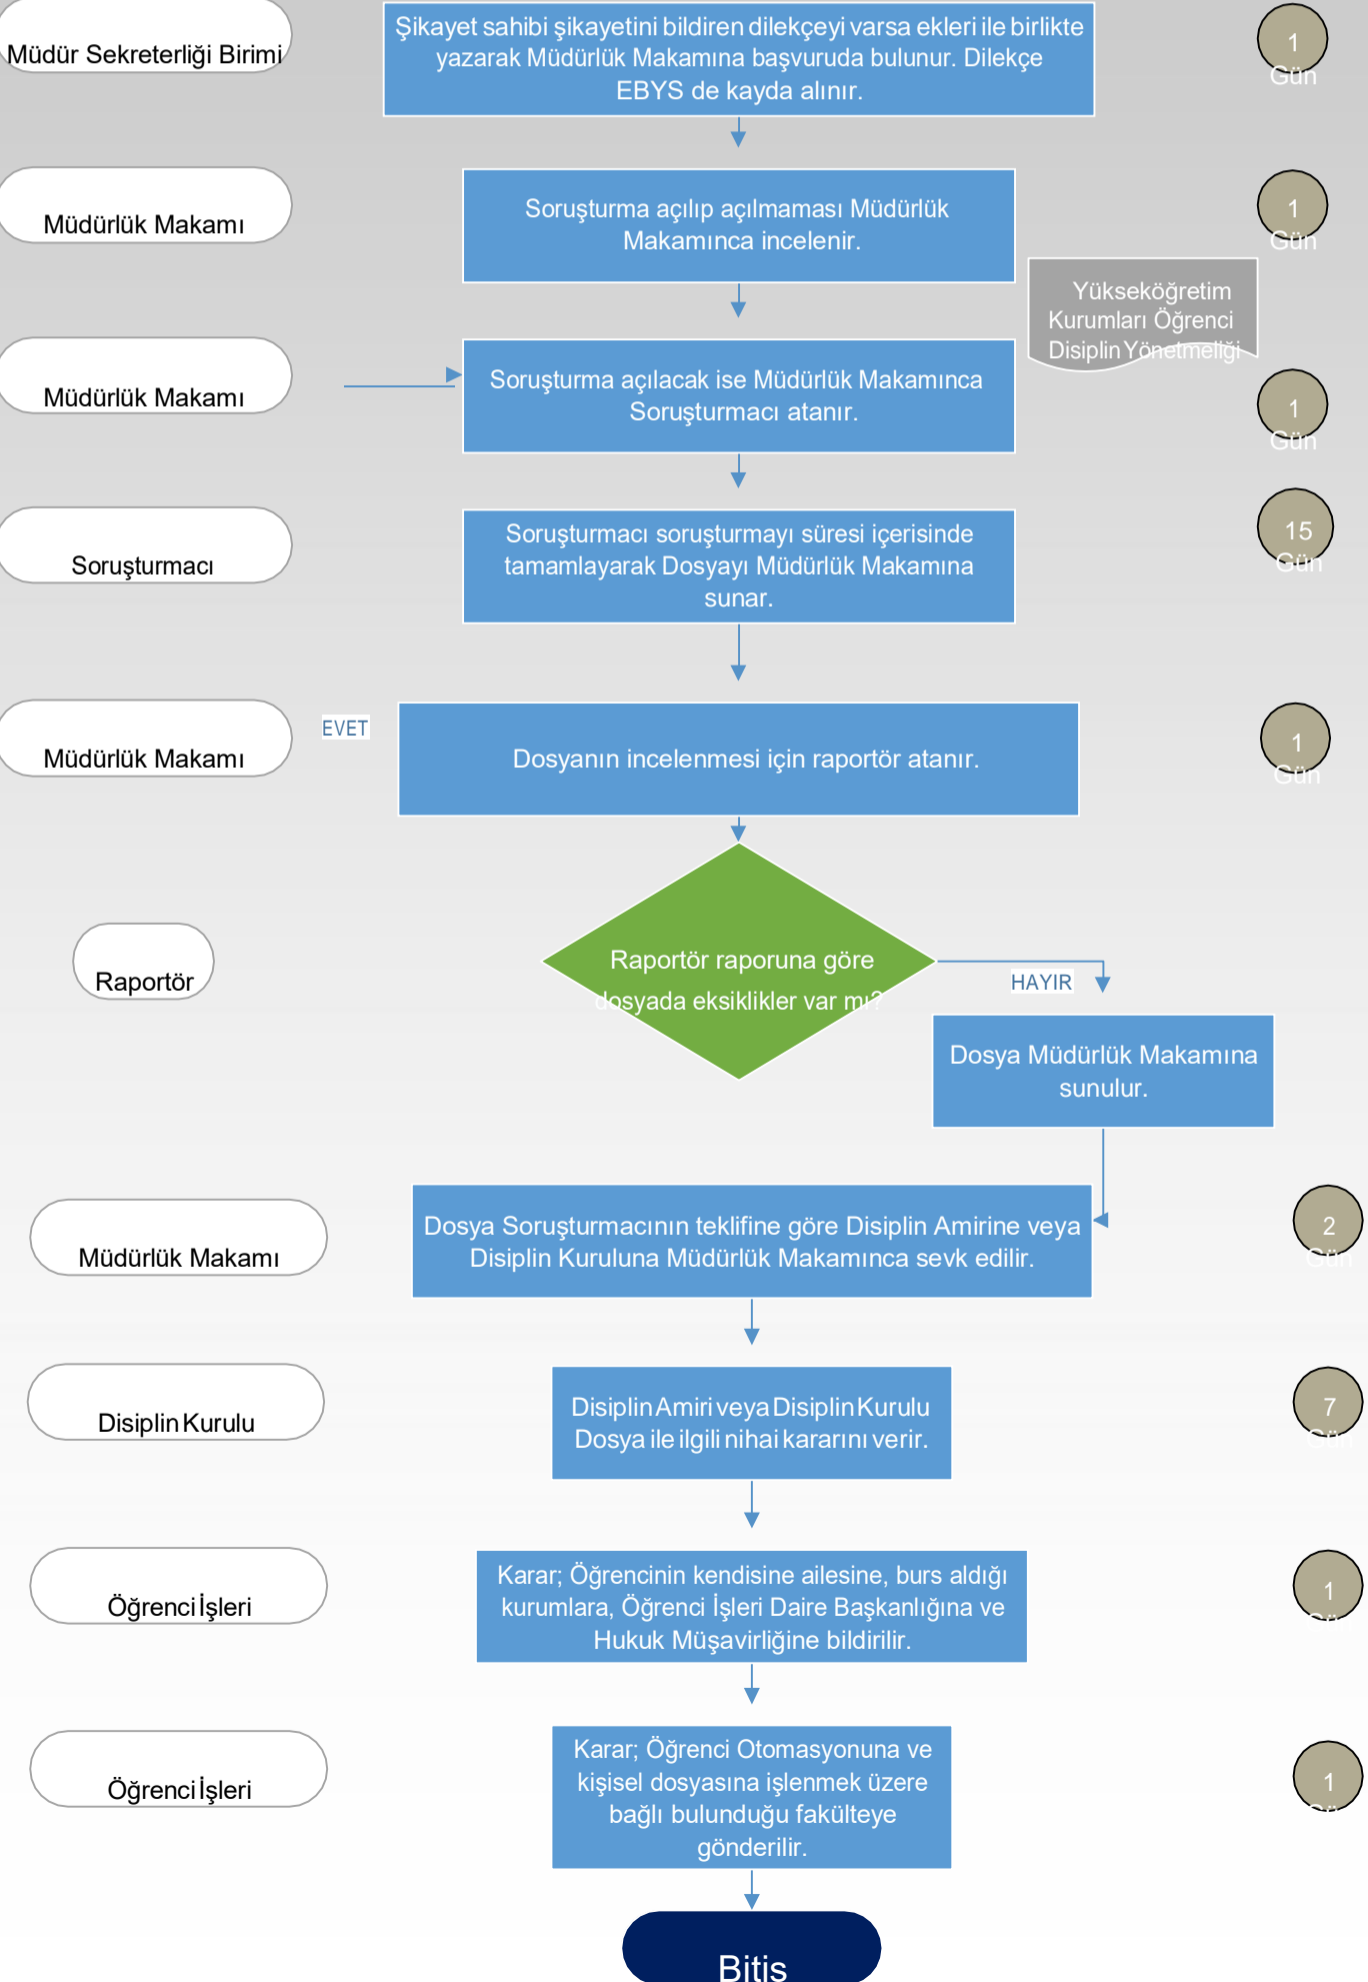 Müdür Sekreterliği Birimi
Şikayet sahibi şikayetini bildiren dilekçeyi varsa ekleri ile birlikte
yazarak Müdürlük Makamına başvuruda bulunur. Dilekçe
EBYS de kayda alınır.
1
Gün
Müdürlük Makamı
Soruşturma açılıp açılmaması Müdürlük
Makamınca incelenir.
1
Gün
Yükseköğretim
Kurumları Öğrenci
Disiplin Yönetmeliği
Müdürlük Makamı
Soruşturma açılacak ise Müdürlük Makamınca
Soruşturmacı atanır.
1
Gün
Soruşturmacı
Soruşturmacı soruşturmayı süresi içerisinde
tamamlayarak Dosyayı Müdürlük Makamına
sunar.
15
Gün
Müdürlük Makamı
EVET
Dosyanın incelenmesi için raportör atanır.
1
Gün
Raportör
Raportör raporuna göre
dosyada eksiklikler var mı?
HAYIR
Dosya Müdürlük Makamına
sunulur.
Müdürlük Makamı
Dosya Soruşturmacının teklifine göre Disiplin Amirine veya
Disiplin Kuruluna Müdürlük Makamınca sevk edilir.
2
Gün
Disiplin Kurulu
Disiplin Amiri veya Disiplin Kurulu
Dosya ile ilgili nihai kararını verir.
7
Gün
Öğrenci İşleri
Karar; Öğrencinin kendisine ailesine, burs aldığı
kurumlara, Öğrenci İşleri Daire Başkanlığına ve
Hukuk Müşavirliğine bildirilir.
1
Gün
Öğrenci İşleri
Karar; Öğrenci Otomasyonuna ve
kişisel dosyasına işlenmek üzere
bağlı bulunduğu fakülteye
gönderilir.
1
Gün
Bitiş